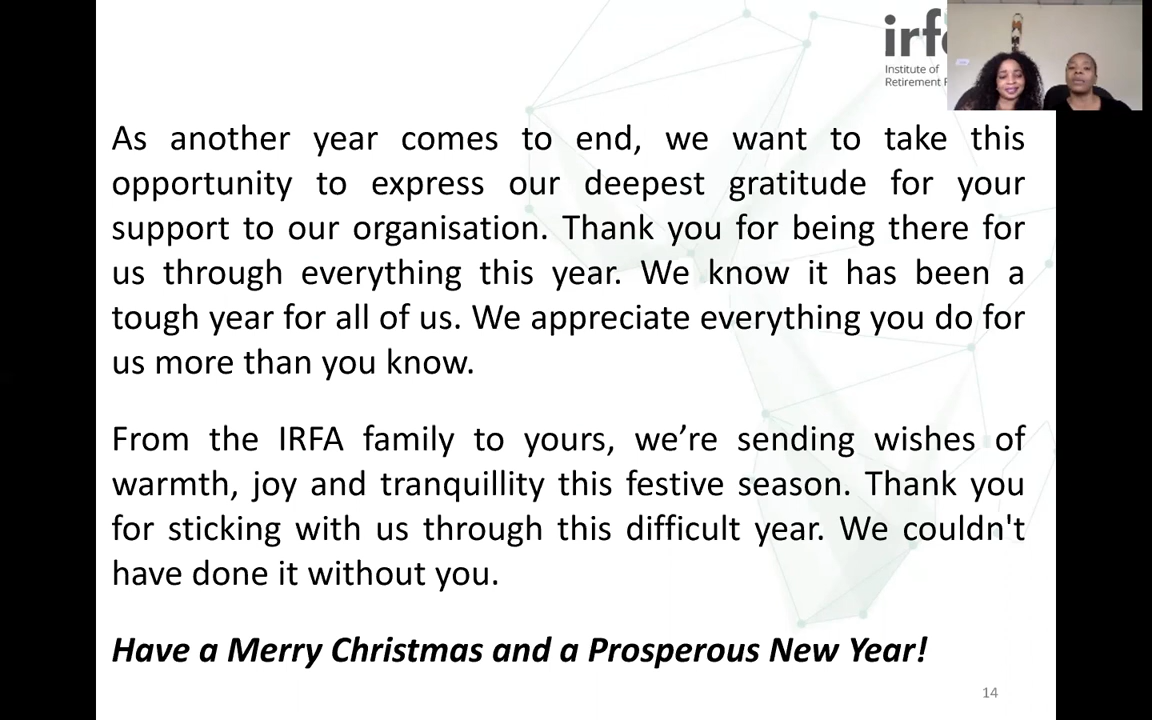 irf
Institute of
Retirement
As another year comes to end, we want to take this
opportunity to express our deepest gratitude for your
support to our organisation. Thank you for being there for
us through everything this year. We know it has been a
tough year for all of us. We appreciate everything you do for
us more than you know.
From the IRFA family to yours, we’re sending wishes of
warmth, joy and tranquillity this festive season. Thank you
for sticking with us through this difficult year. We couldn't
have done it without you.
Have a Merry Christmas and a Prosperous New Year!
14